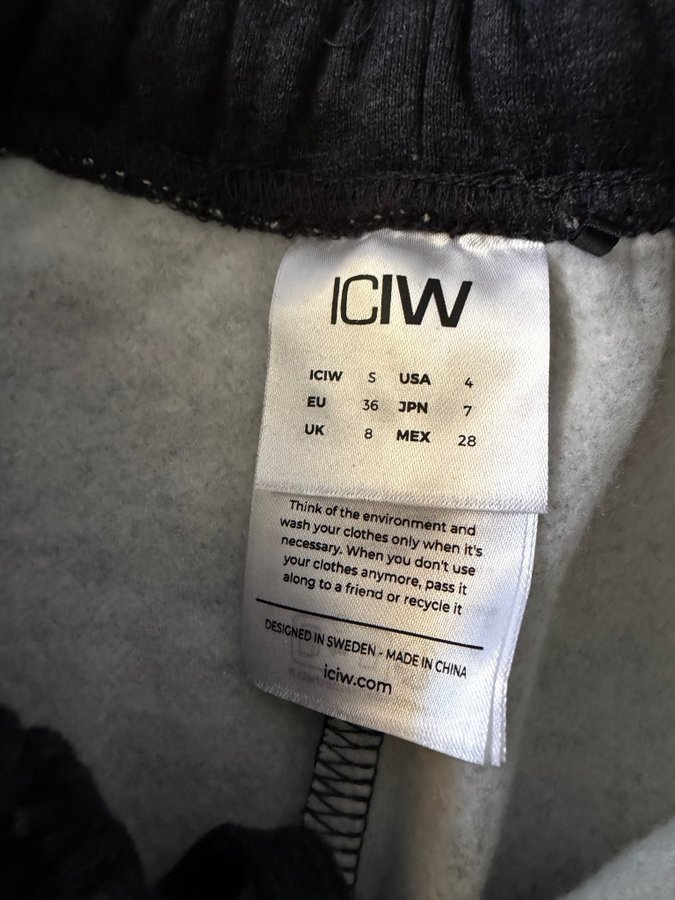 ICIW
ICIW S USA 4
EU 36 JPN 7
UK 8 MEX 28
Think of the environment and
wash your clothes only when it's
necessary. When you don't use
your clothes anymore, pass it
along to a friend or recycle it
DESIGNED IN SWEDEN - MADE IN CHINA
iciw.com